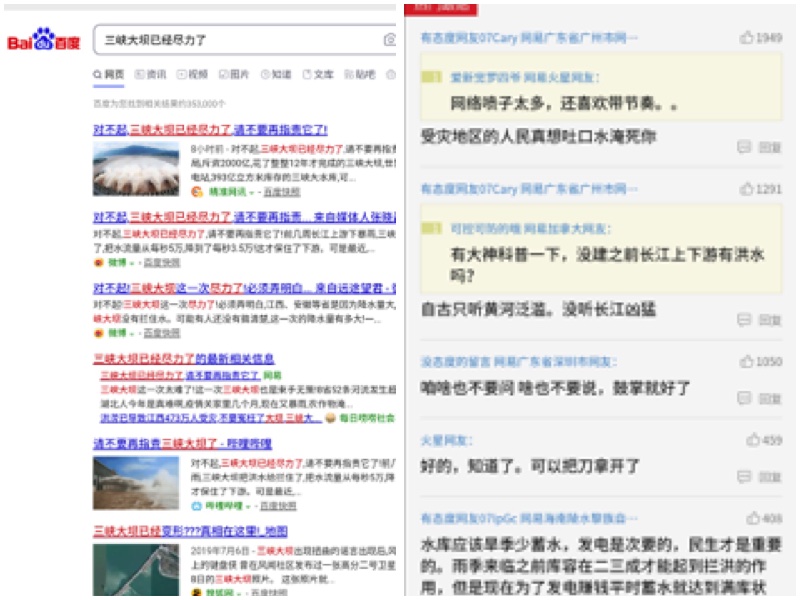 Bai du 百度
三峡大坝已经尽力了
网页 资讯 视频 图片 知道 文库 贴吧
百度为您找到相关结果约353,000个
对不起,三峡大坝已经尽力了,请不要再指责它了!
8小时前 - 对不起,三峡大坝已经尽力了,请不要再指责
局,斥资2000亿,花了整整12年才完成的三峡大坝,世
电站,393亿立方米库存的三峡大水库,可...
精准网讯 - 百度快照
对不起,三峡大坝已经尽力了,请不要再指责... 来自媒体人张晓
对不起,三峡大坝已经尽力了,请不要再指责它了!前几周长江上游下暴雨,三峡
了,把水流量从每秒5万,降到了每秒3.5万!这才保住了下游。可是最近...
微博 - 百度快照
对不起!三峡大坝这一次尽力了!必须弄明白... 来自远途望君 -
对不起!三峡大坝这一次尽力了!必须弄明白,江西、安徽等省是因为降水量大,
峡大坝没有拦住水。可能有人还没有搞清楚,这一次的降水量有多大!一...
微博 - 百度快照
三峡大坝已经尽力了的最新相关信息
三峡大坝已经尽力了,请不要再指责它了 网易
三峡大坝这一次太难了!这一次三峡大坝也是束手无策!8省52条河流发生超
湖北人今年是真难啊,疫情关家里几个月,现在又暴雨,农作物淹...
洪涝已导致江西473万人受灾,不要冤枉了大坝,三峡大... 每日唠唠社会
请不要再指责三峡大坝了 - 哔哩哔哩
对不起,三峡大坝已经尽力了,请不要再指责它了!前几
雨,三峡大坝把洪水给拦住了,把水流量从每秒5万,降
才保住了下游。可是最近,...
哔哩哔哩 - 百度快照
三峡大坝已经变形???真相在这里!_地图
2019年7月6日 - 三峡大坝出现扭曲的谣言出现后,网
上的键盘侠 曾在凤闻社区发布过一张高分二号卫星
8日的三峡大坝照片。 这张照片就...
搜狐网 - 百度快照
有态度网友07Cary 网易广东省广州市网…
1949
爱新觉罗四爷 网易火星网友:
网络喷子太多，还喜欢带节奏。。
受灾地区的人民真想吐口水淹死你
回复
有态度网友07Cary 网易广东省广州市网…
1291
可控可防的哦 网易加拿大网友:
有大神科普一下，没建之前长江上下游有洪水
吗?
自古只听黄河泛滥。没听长江凶猛
回复
没态度的留言 网易广东省深圳市网友:
1050
咱啥也不要问 啥也不要说，鼓掌就好了
回复
火星网友:
459
好的，知道了。可以把刀拿开了
回复
有态度网友07IpGc 网易海南陵水黎族自…
408
水库应该旱季少蓄水，发电是次要的，民生才是重要
的。雨季来临之前库容在二三成才能起到拦洪的作
用，但是现在为了发电赚钱平时蓄水就达到满库状